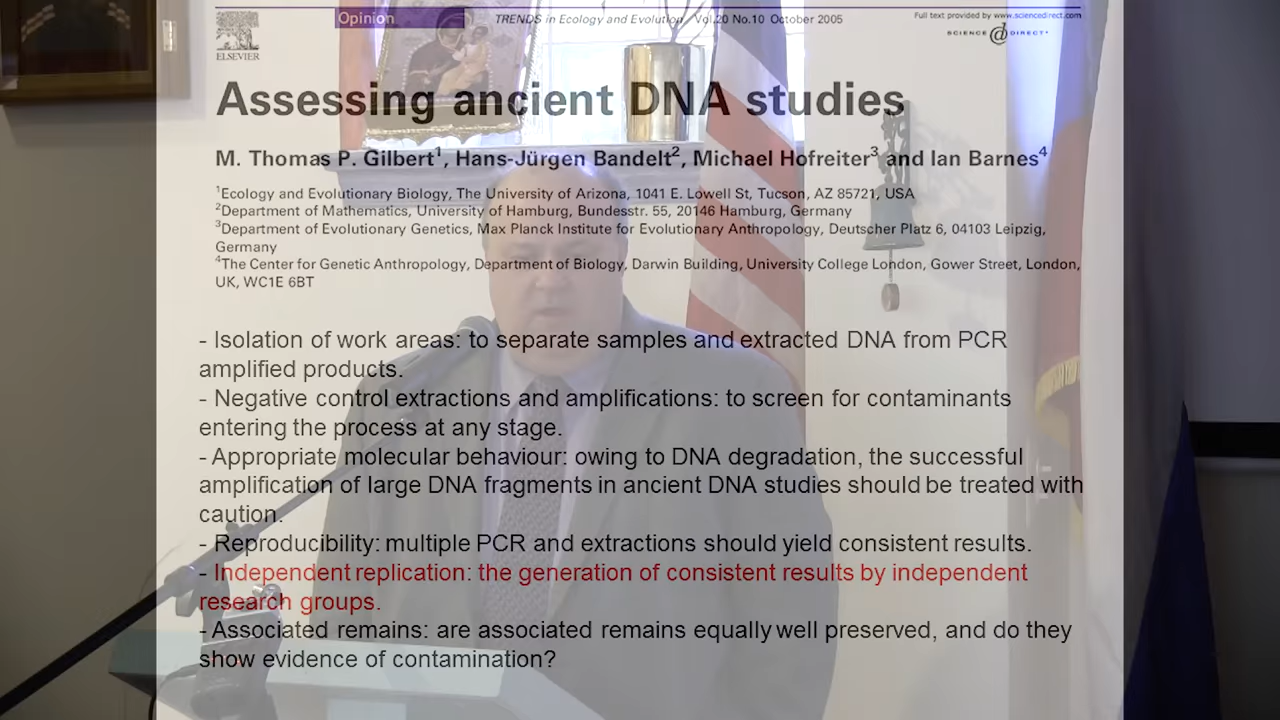 Opinion
TRENDS in Ecology and Evolution Vol.20 No.10 October 2005
Full text provided by www.sciencedirect.com
SCIENCE @ DIRECT®
ELSEVIER
Assessing ancient DNA studies
M. Thomas P. Gilbert1, Hans-Jürgen Bandelt2, Michael Hofreiter3 and Ian Barnes4
1Ecology and Evolutionary Biology, The University of Arizona, 1041 E. Lowell St, Tucson, AZ 85721, USA
2Department of Mathematics, University of Hamburg, Bundesstr. 55, 20146 Hamburg, Germany
3Department of Evolutionary Genetics, Max Planck Institute for Evolutionary Anthropology, Deutscher Platz 6, 04103 Leipzig,
Germany
4The Center for Genetic Anthropology, Department of Biology, Darwin Building, University College London, Gower Street, London,
UK, WC1E 6BT
- Isolation of work areas: to separate samples and extracted DNA from PCR
amplified products.
- Negative control extractions and amplifications: to screen for contaminants
entering the process at any stage.
- Appropriate molecular behaviour: owing to DNA degradation, the successful
amplification of large DNA fragments in ancient DNA studies should be treated with
caution.
- Reproducibility: multiple PCR and extractions should yield consistent results.
- Independent replication: the generation of consistent results by independent
research groups.
- Associated remains: are associated remains equally well preserved, and do they
show evidence of contamination?